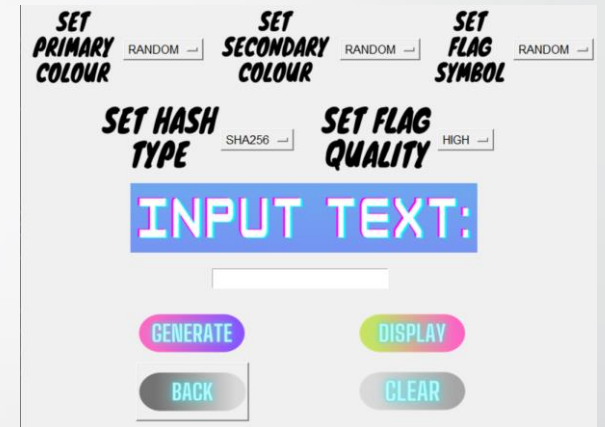 SET
PRIMARY
COLOUR
RANDOM
SET
SECONDARY
COLOUR
RANDOM
SET
FLAG
SYMBOL
RANDOM
SET HASH
TYPE
SHA256
SET FLAG
QUALITY
HIGH
INPUT TEXT:
GENERATE
DISPLAY
BACK
CLEAR